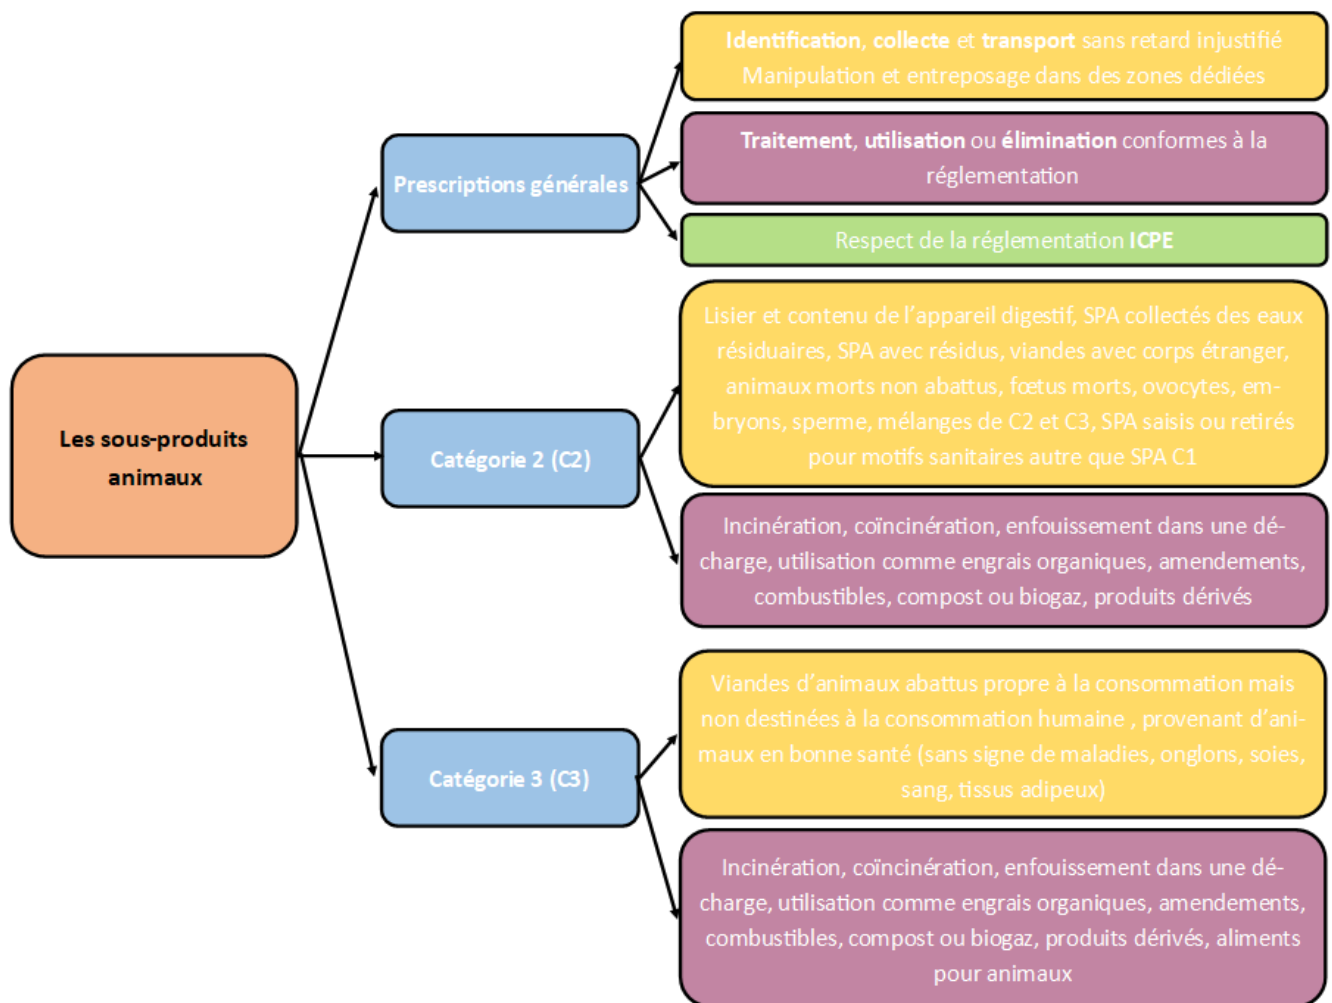 Les sous-produits
animaux
Prescriptions générales
Identification, collecte et transport sans retard injustifié
Manipulation et entreposage dans des zones dédiées
Traitement, utilisation ou élimination conformes à la
réglementation
Respect de la réglementation ICPE
Catégorie 2 (C2)
Lisier et contenu de l’appareil digestif, SPA collectés des eaux
résiduaires, SPA avec résidus, viandes avec corps étranger,
animaux morts non abattus, fœtus morts, ovocytes, em-
bryons, sperme, mélanges de C2 et C3, SPA saisis ou retirés
pour motifs sanitaires autre que SPA C1
Incinération, coïncinération, enfouissement dans une dé-
charge, utilisation comme engrais organiques, amendements,
combustibles, compost ou biogaz, produits dérivés
Catégorie 3 (C3)
Viandes d’animaux abattus propre à la consommation mais
non destinées à la consommation humaine , provenant d’ani-
maux en bonne santé (sans signe de maladies, onglons, soies,
sang, tissus adipeux)
Incinération, coïncinération, enfouissement dans une dé-
charge, utilisation comme engrais organiques, amendements,
combustibles, compost ou biogaz, produits dérivés, aliments
pour animaux